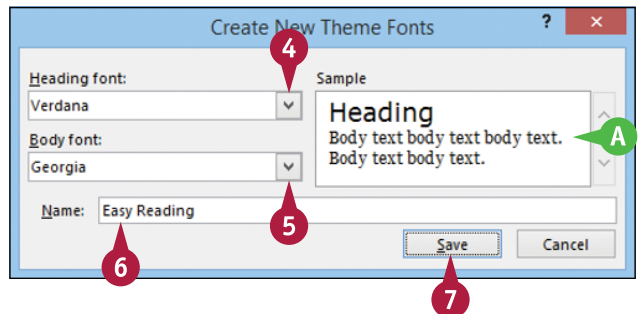 Create New Theme Fonts ? ×
4
Heading font:
Verdana
Sample
Heading
Body text body text body text.
Body text body text.
A
Body font:
Georgia
5
Name: Easy Reading
6
Save
Cancel
7